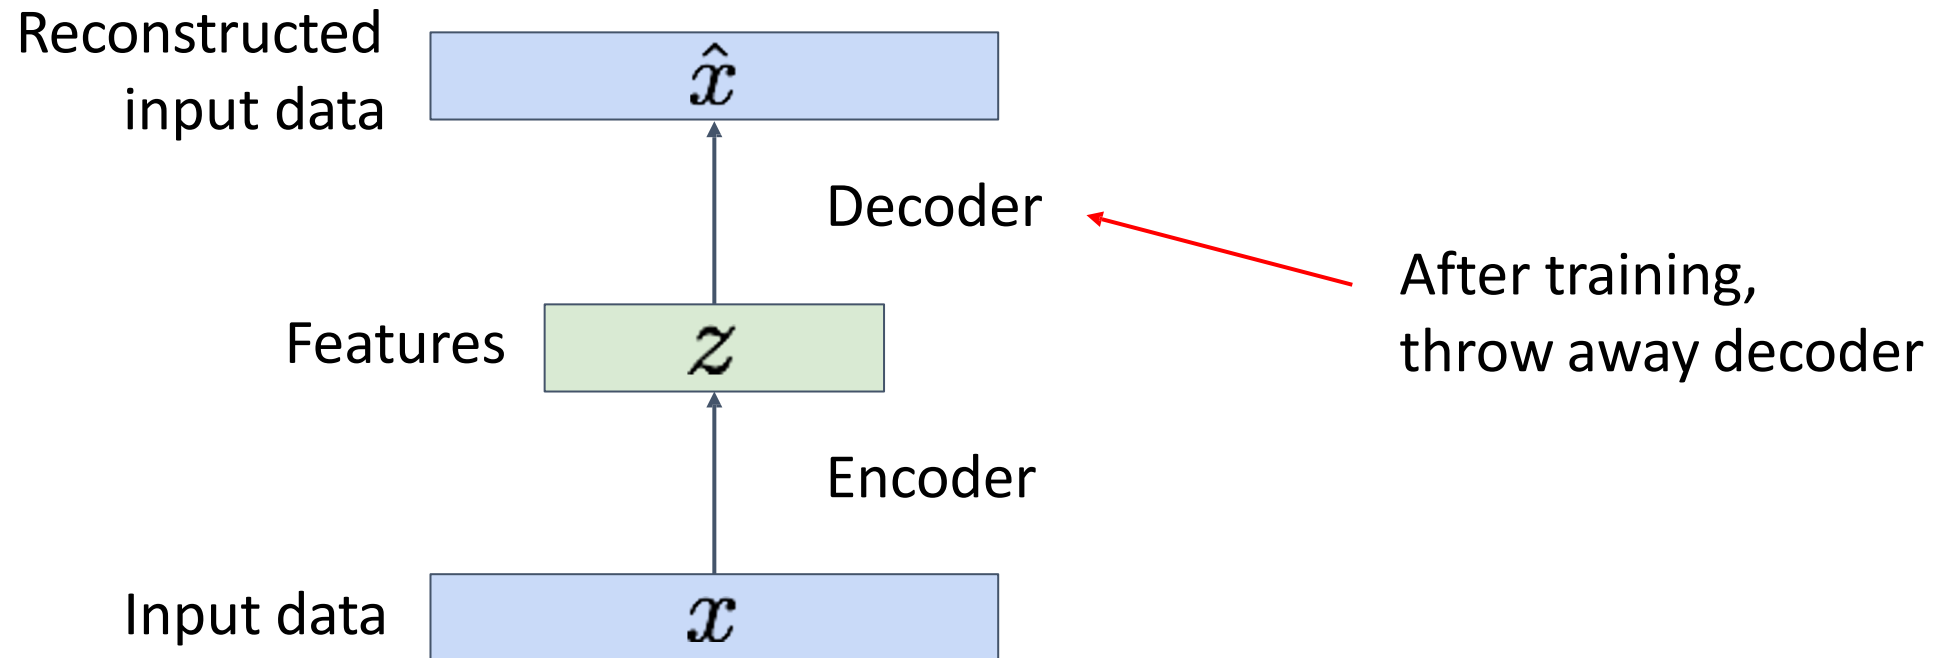 Reconstructed
input data
x̂
Decoder
After training,
throw away decoder
Features
z
Encoder
Input data
x